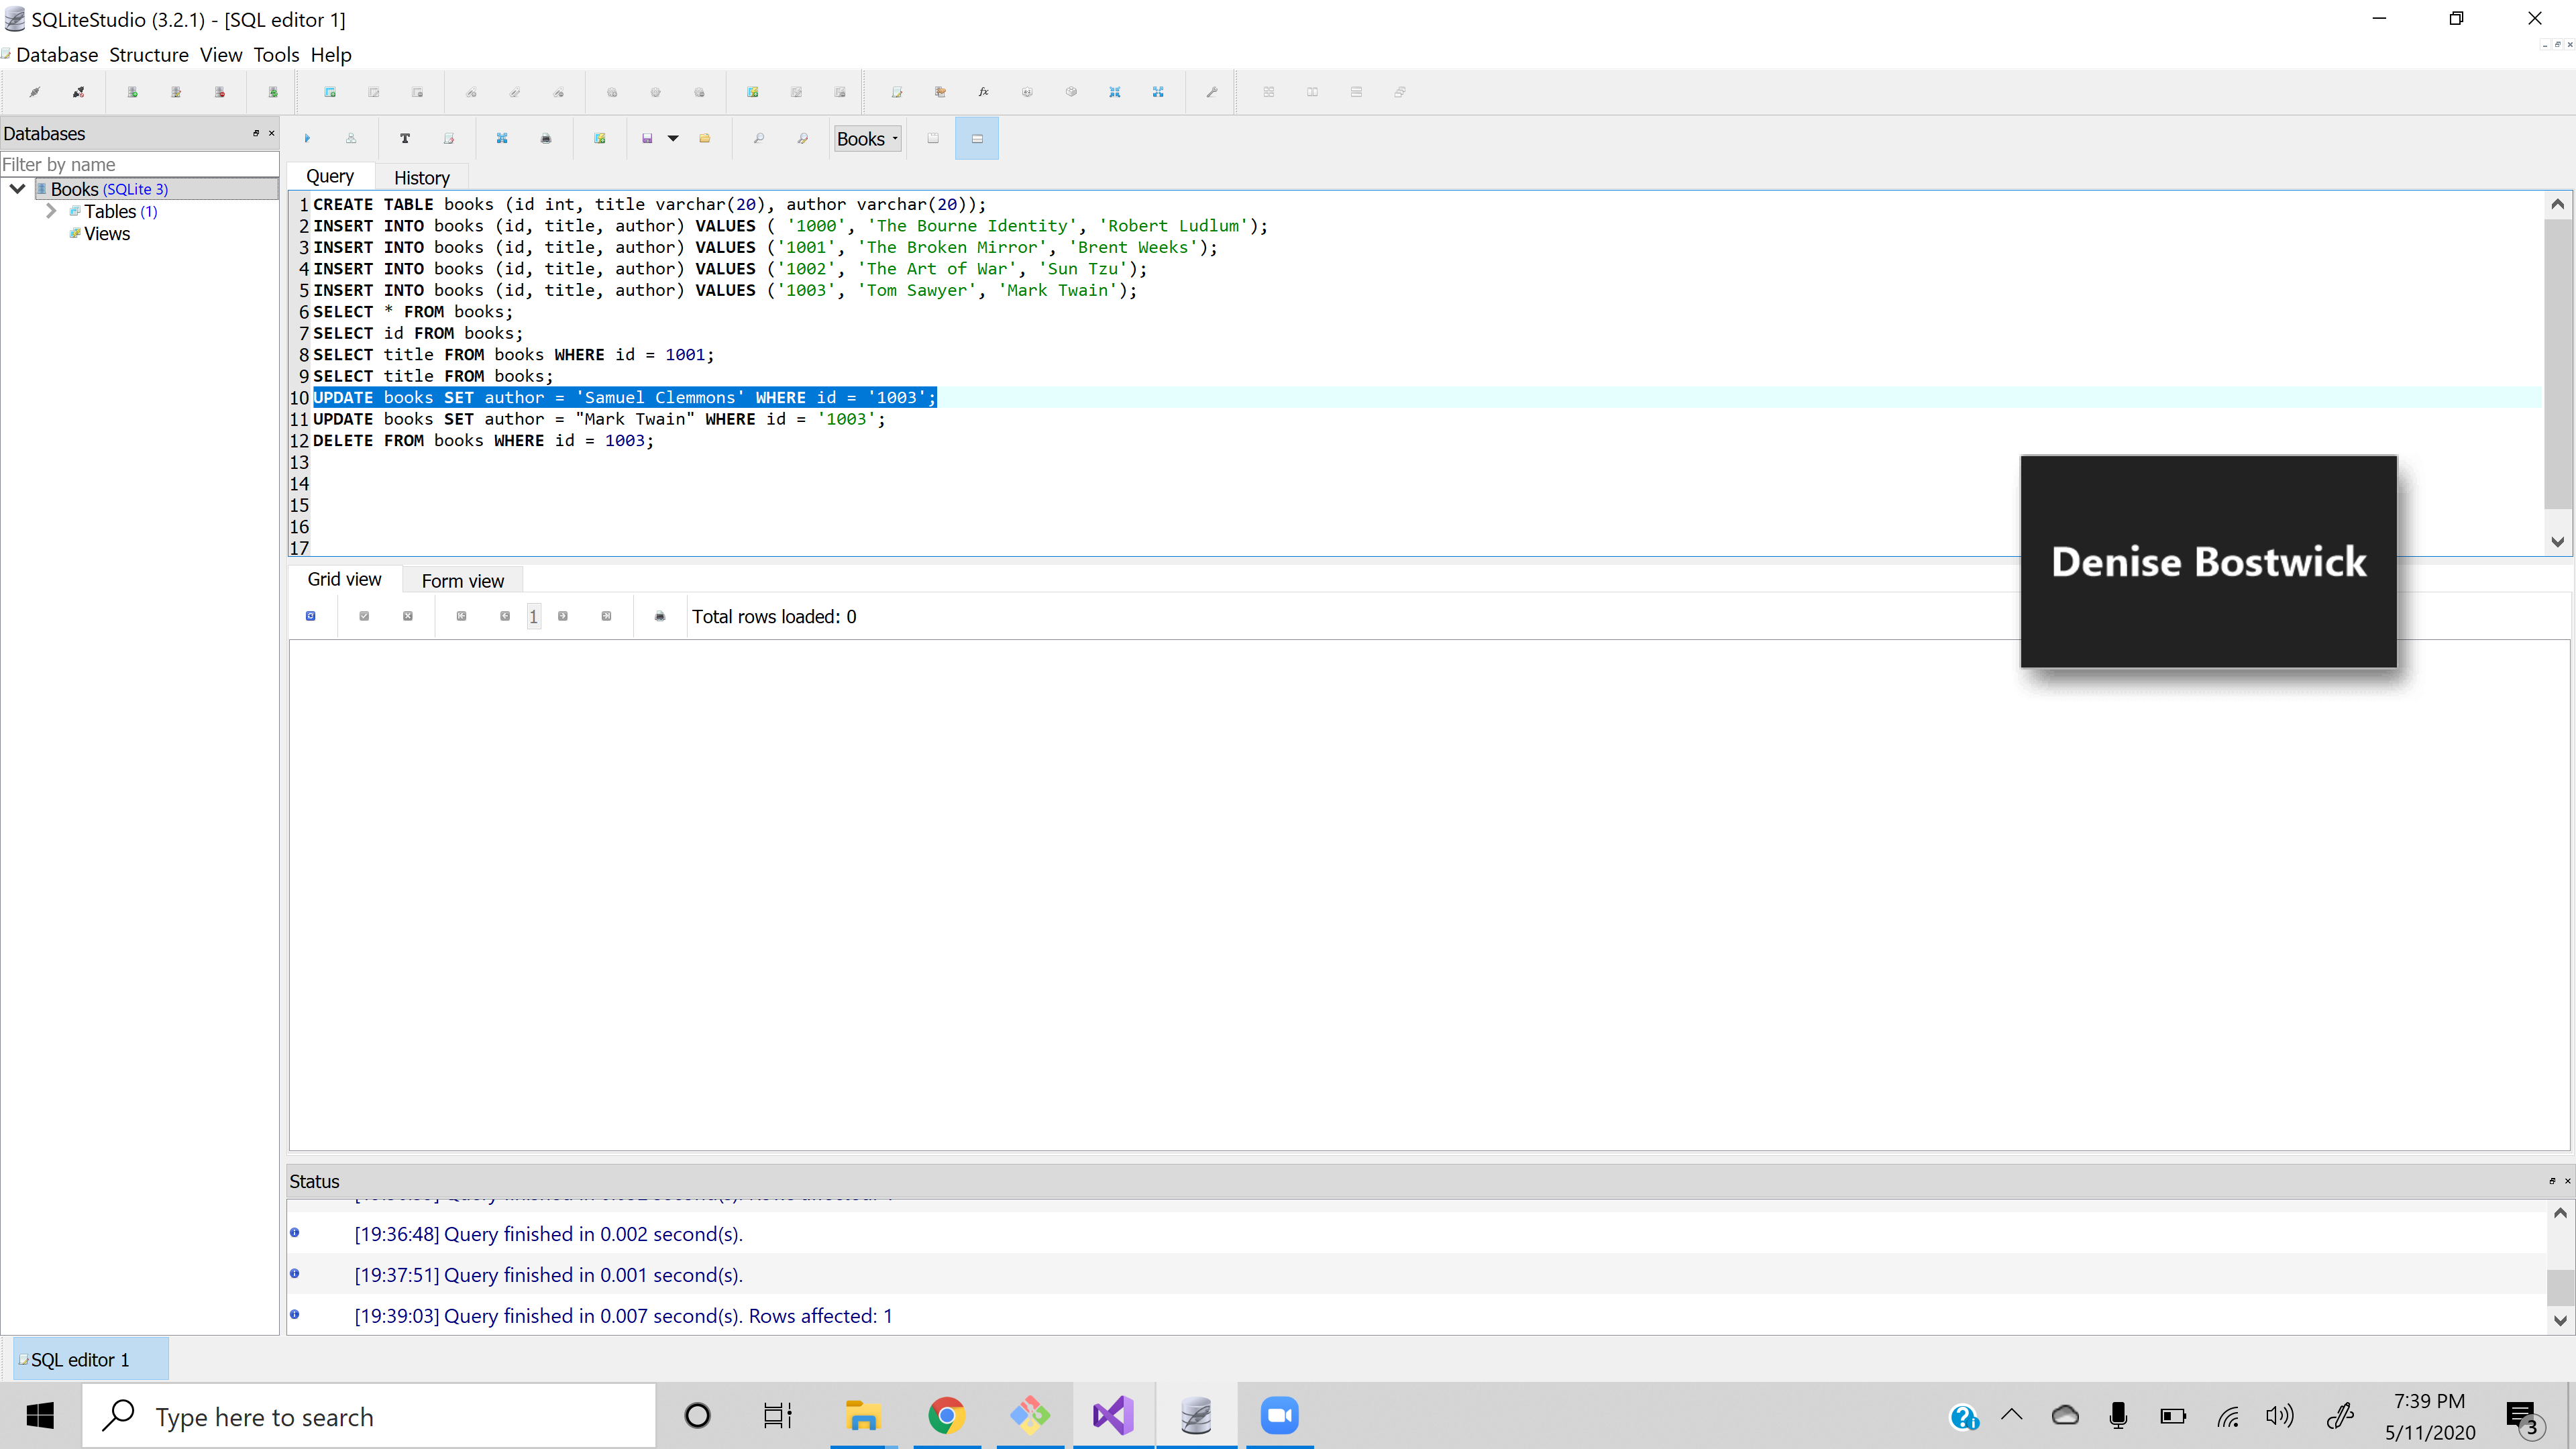 SQLiteStudio (3.2.1) - [SQL editor 1]
Database Structure View Tools Help
Databases
Books
Filter by name
Query History
Books (SQLite 3)
Tables (1)
Views
1 CREATE TABLE books (id int, title varchar(20), author varchar(20));
2 INSERT INTO books (id, title, author) VALUES ( '1000', 'The Bourne Identity', 'Robert Ludlum');
3 INSERT INTO books (id, title, author) VALUES ('1001', 'The Broken Mirror', 'Brent Weeks');
4 INSERT INTO books (id, title, author) VALUES ('1002', 'The Art of War', 'Sun Tzu');
5 INSERT INTO books (id, title, author) VALUES ('1003', 'Tom Sawyer', 'Mark Twain');
6 SELECT * FROM books;
7 SELECT id FROM books;
8 SELECT title FROM books WHERE id = 1001;
9 SELECT title FROM books;
10 UPDATE books SET author = 'Samuel Clemmons' WHERE id = '1003';
11 UPDATE books SET author = "Mark Twain" WHERE id = '1003';
12 DELETE FROM books WHERE id = 1003;
13
14
15
16
17
Denise Bostwick
Grid view Form view
1 Total rows loaded: 0
Status
[19:36:48] Query finished in 0.002 second(s).
[19:37:51] Query finished in 0.001 second(s).
[19:39:03] Query finished in 0.007 second(s). Rows affected: 1
SQL editor 1
Type here to search
7:39 PM
5/11/2020
3